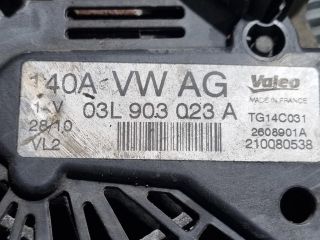 140A VW AG
14V 03L 903 023 A
28/10
VL2
Valeo
MADE IN FRANCE
TG14C031
2608901A
210080538